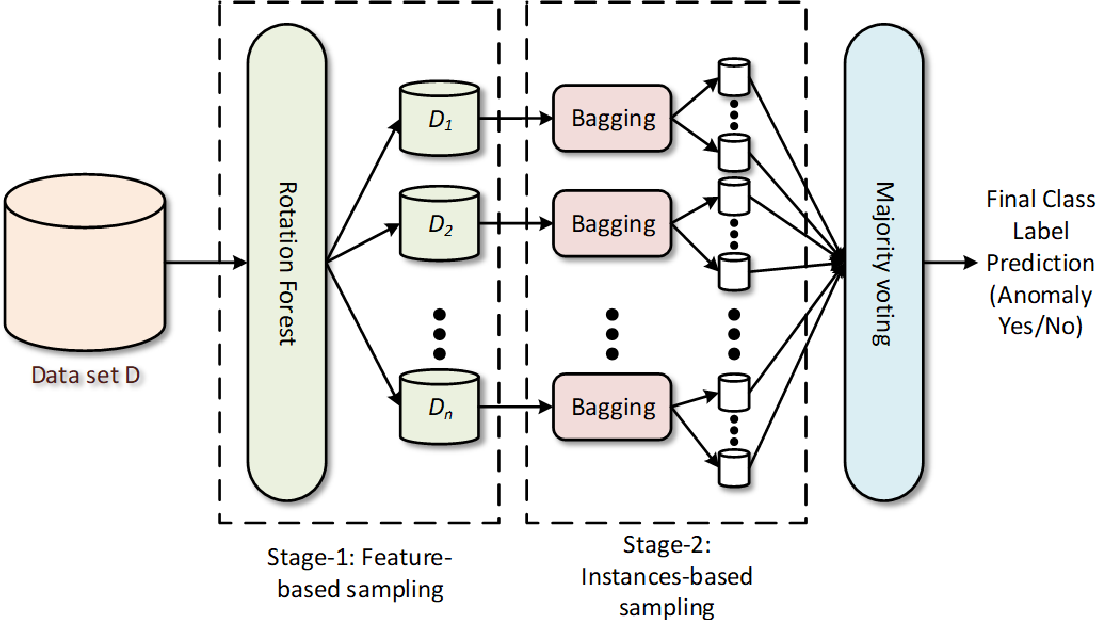 Data set D
Rotation Forest
D1
D2
Dn
Bagging
Bagging
Bagging
Majority voting
Final Class
Label
Prediction
(Anomaly
Yes/No)
Stage-1: Feature-
based sampling
Stage-2:
Instances-based
sampling